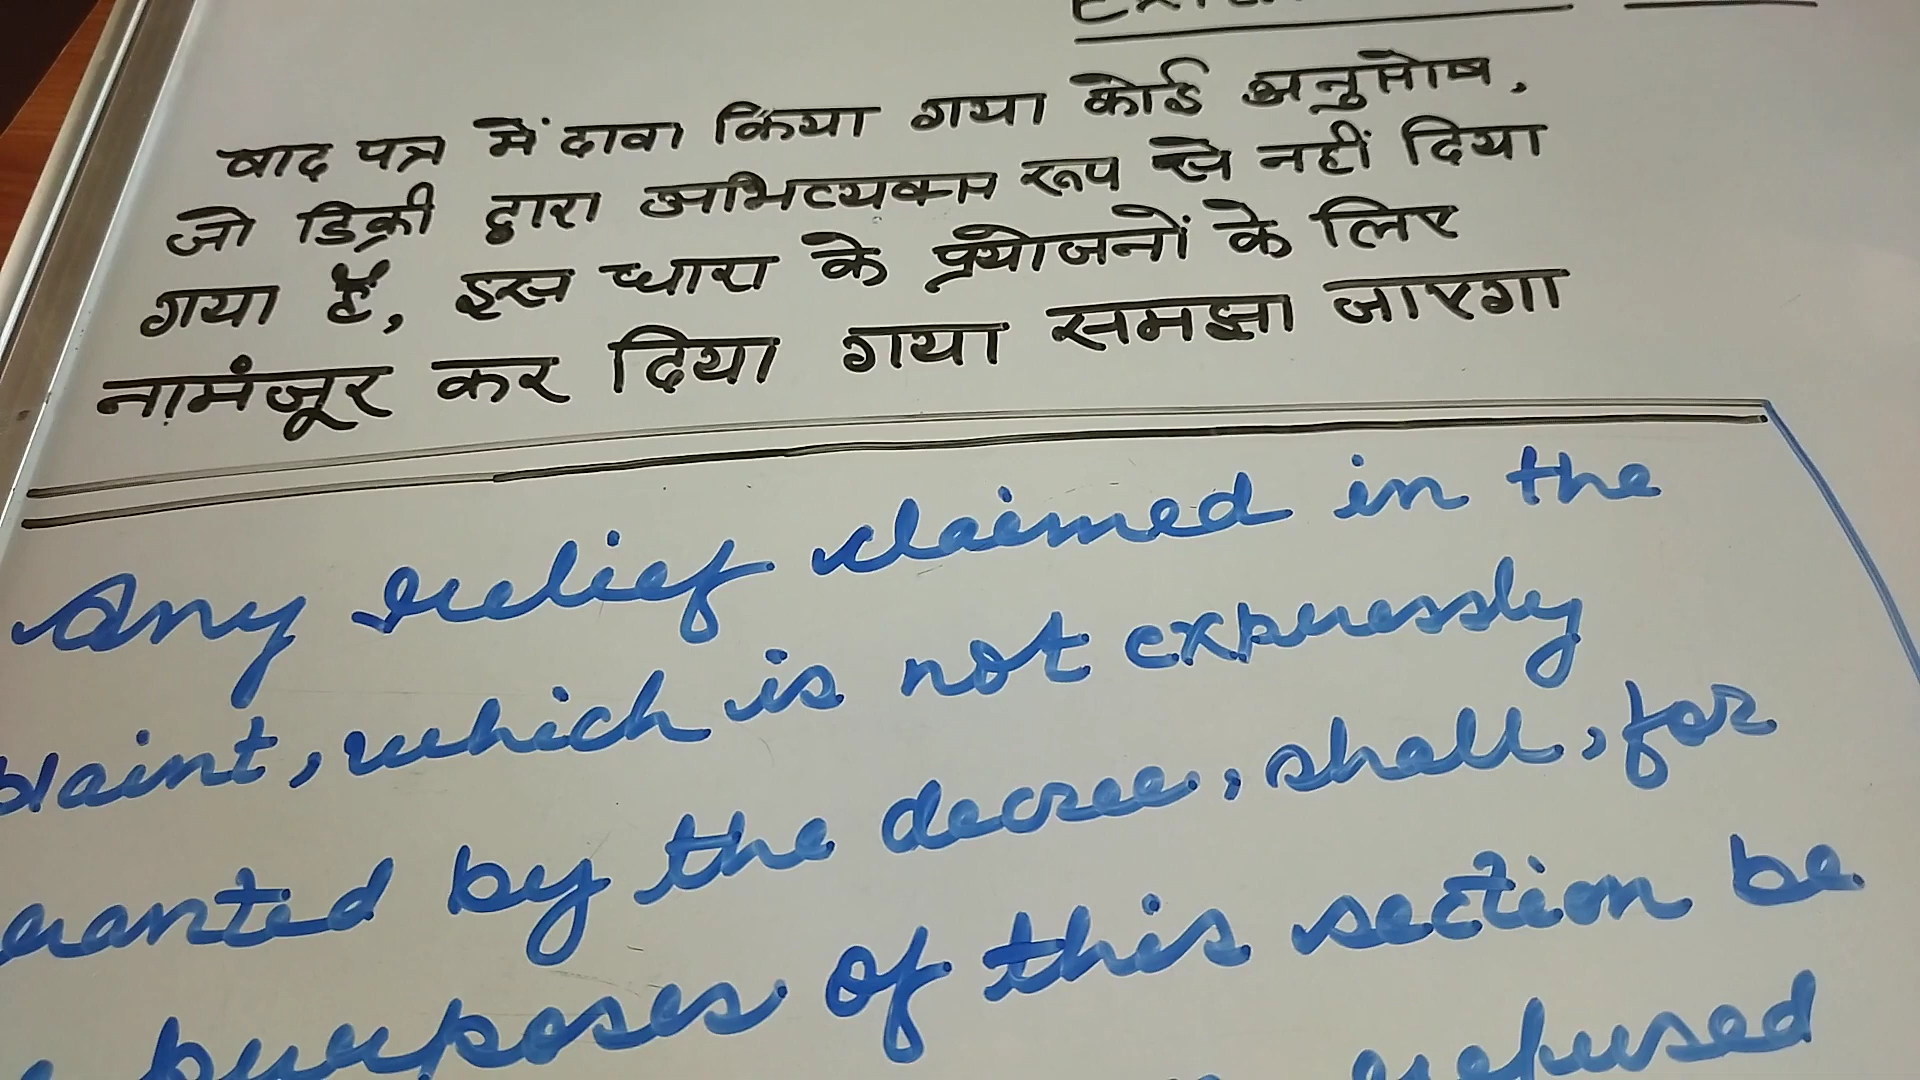 वाद पत्र में दावा किया गया कोई अनुतोष,
जो डिक्री द्वारा अभिव्यक्त रूप से नहीं दिया
गया है, इस धारा के प्रयोजनों के लिए
नामंजूर कर दिया गया समझा जाएगा
Any relief claimed in the
plaint, which is not expressly
granted by the decree, shall, for
purposes of this section be
refused